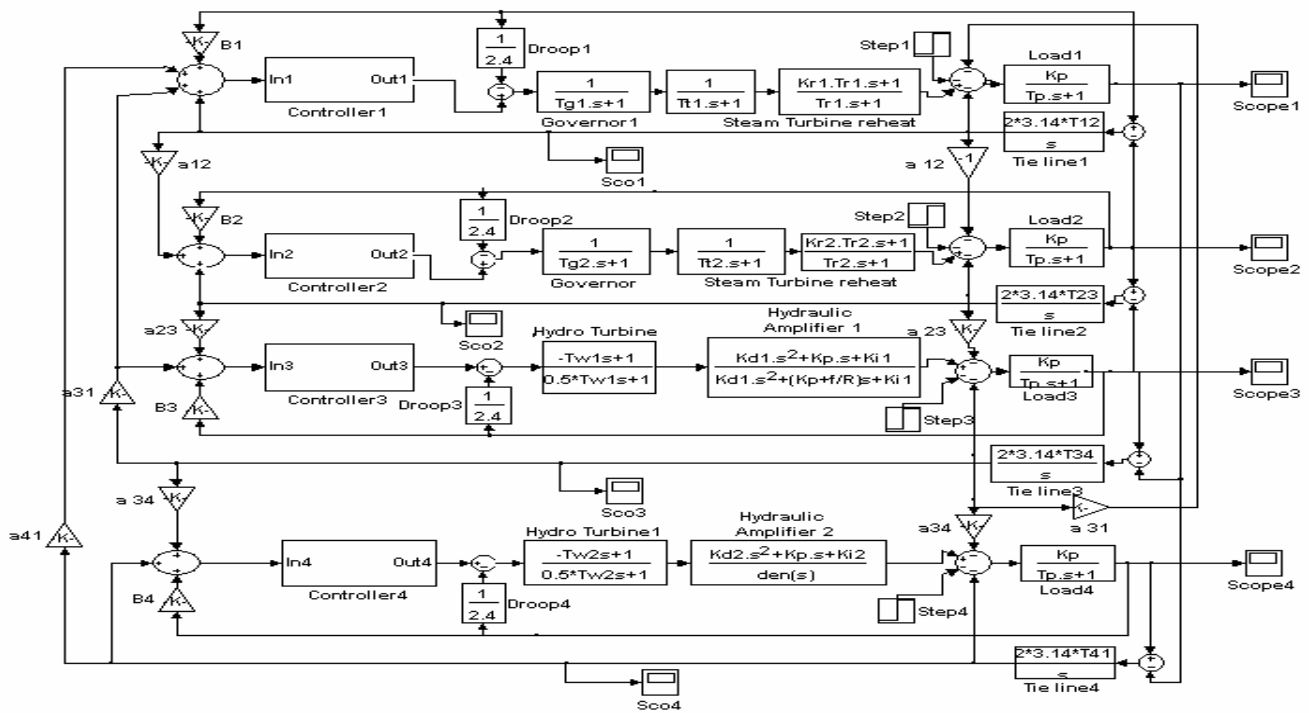 -K-
B1
1
2.4
Droop1
Step1
Load1
In1
Out1
Controller1
1
Tg1.s+1
Governor1
1
Tt1.s+1
Kr1.Tr1.s+1
Tr1.s+1
Steam Turbine reheat
Kp
Tp.s+1
Scope1
2*3.14*T12
s
Tie line1
-K-
a12
Sco1
a 12
-1
-K-
B2
1
2.4
Droop2
Step2
Load2
In2
Out2
Controller2
1
Tg2.s+1
Governor
1
Tt2.s+1
Kr2.Tr2.s+1
Tr2.s+1
Steam Turbine reheat
Kp
Tp.s+1
Scope2
2*3.14*T23
s
Tie line2
a23
-K-
Sco2
Hydro Turbine
Hydraulic
Amplifier 1
a 23
K-
In3
Out3
Controller3
-Tw1s+1
0.5*Tw1s+1
Kd1.s²+Kp.s+Ki1
Kd1.s²+(Kp+f/R)s+Ki1
Kp
Tp.s+1
Load3
Scope3
a31
K-
B3
K-
Droop3
1
2.4
Step3
2*3.14*T34
s
Tie line3
a 34
-K-
Sco3
K-
a 31
a41
K-
Hydro Turbine1
Hydraulic
Amplifier 2
a34
K-
In4
Out4
Controller4
-Tw2s+1
0.5*Tw2s+1
Kd2.s²+Kp.s+Ki2
den(s)
Kp
Tp.s+1
Load4
Scope4
B4
K-
1
2.4
Droop4
Step4
2*3.14*T41
s
Tie line4
Sco4